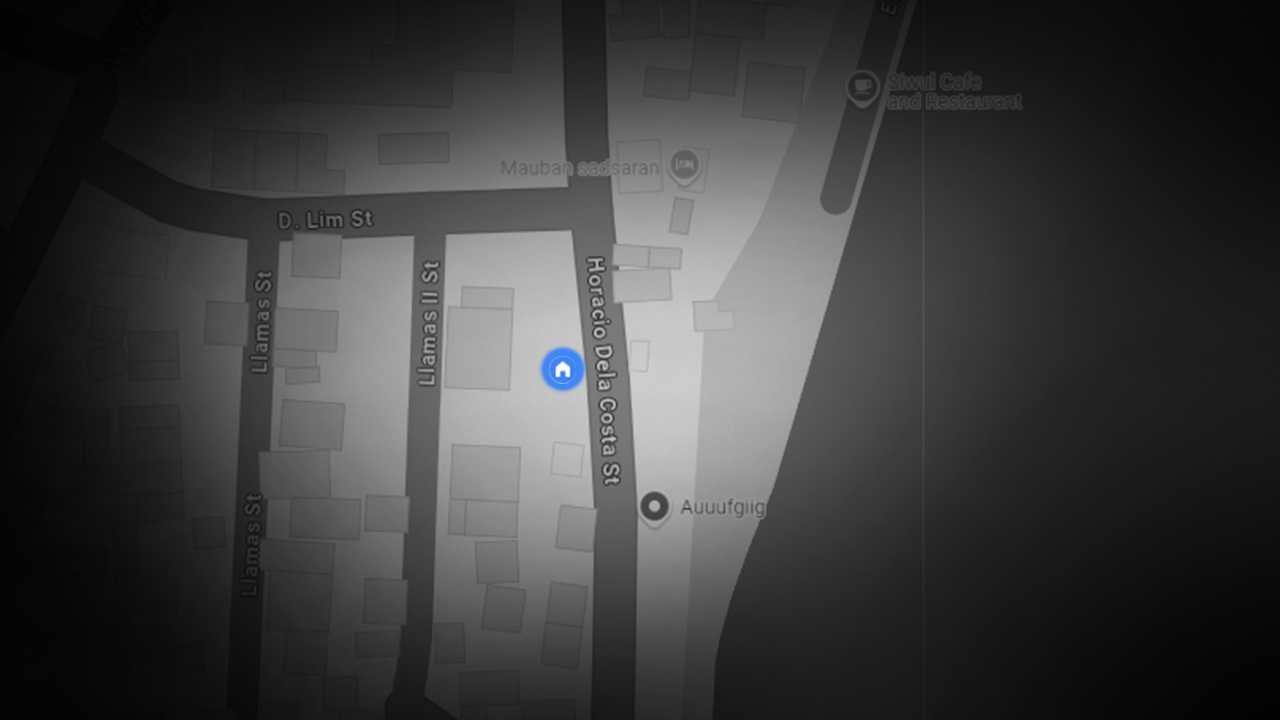 E
Siwul Cafe
and Restaurant
Mauban sadsaran
D. Lim St
Llamas St
Llamas II St
Horacio Dela Costa St
Llamas St
Auuufgiig